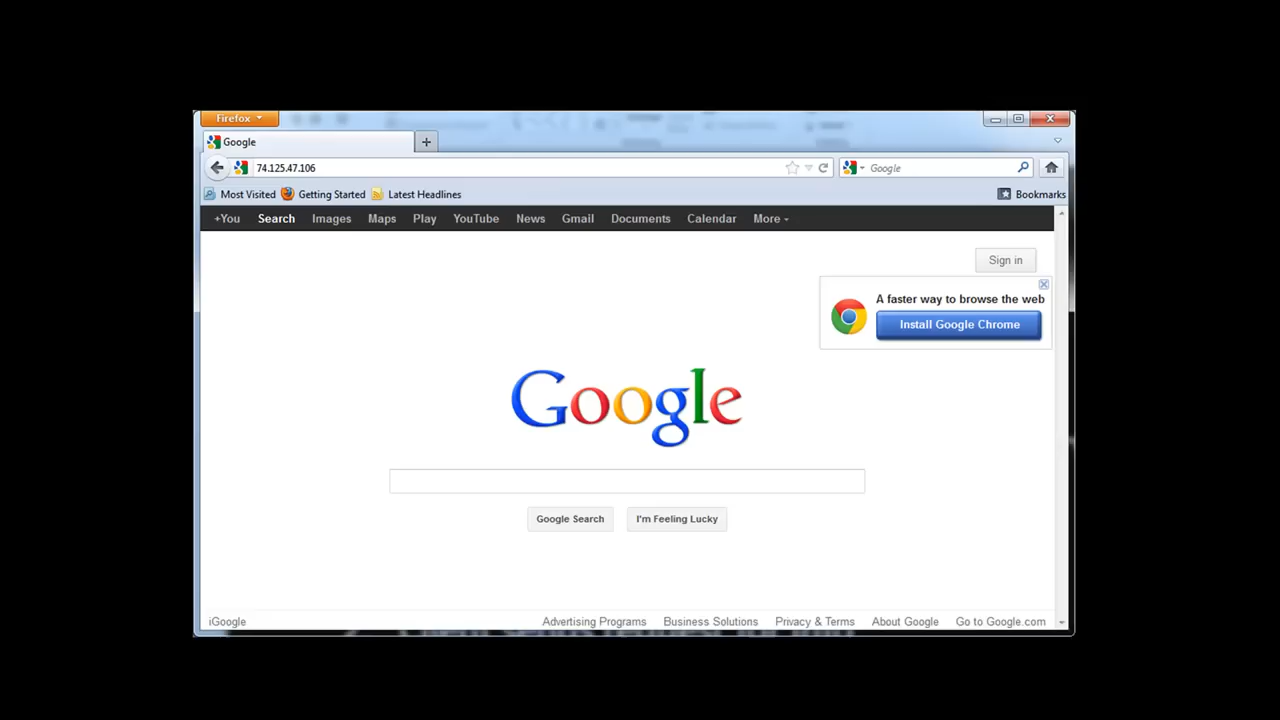 Firefox
Google
74.125.47.106
Google
Most Visited
Getting Started
Latest Headlines
Bookmarks
+You Search Images Maps Play YouTube News Gmail Documents Calendar More
Sign in
A faster way to browse the web
Install Google Chrome
Google
Google Search
I'm Feeling Lucky
iGoogle
Advertising Programs
Business Solutions
Privacy & Terms
About Google
Go to Google.com